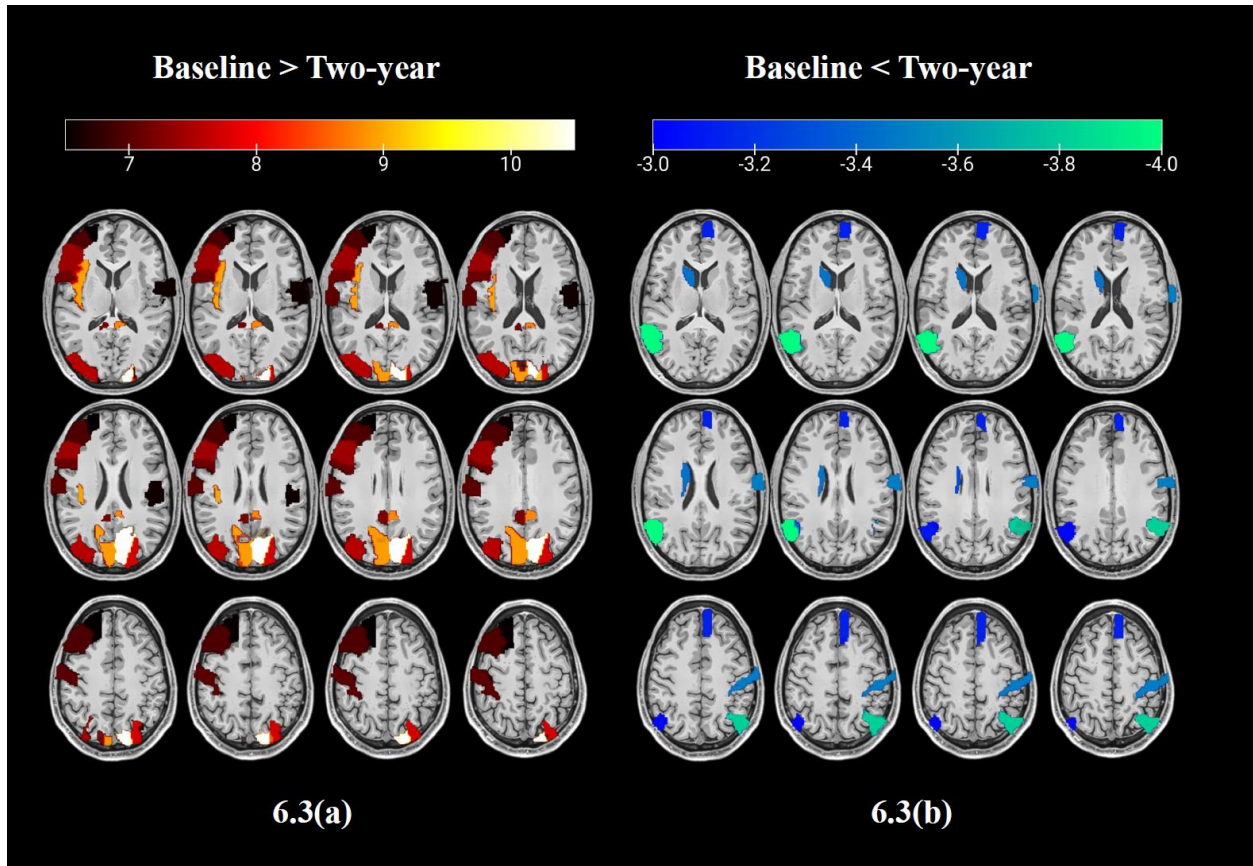 Baseline > Two-year
7 8 9 10
6.3(a)
Baseline < Two-year
-3.0 -3.2 -3.4 -3.6 -3.8 -4.0
6.3(b)